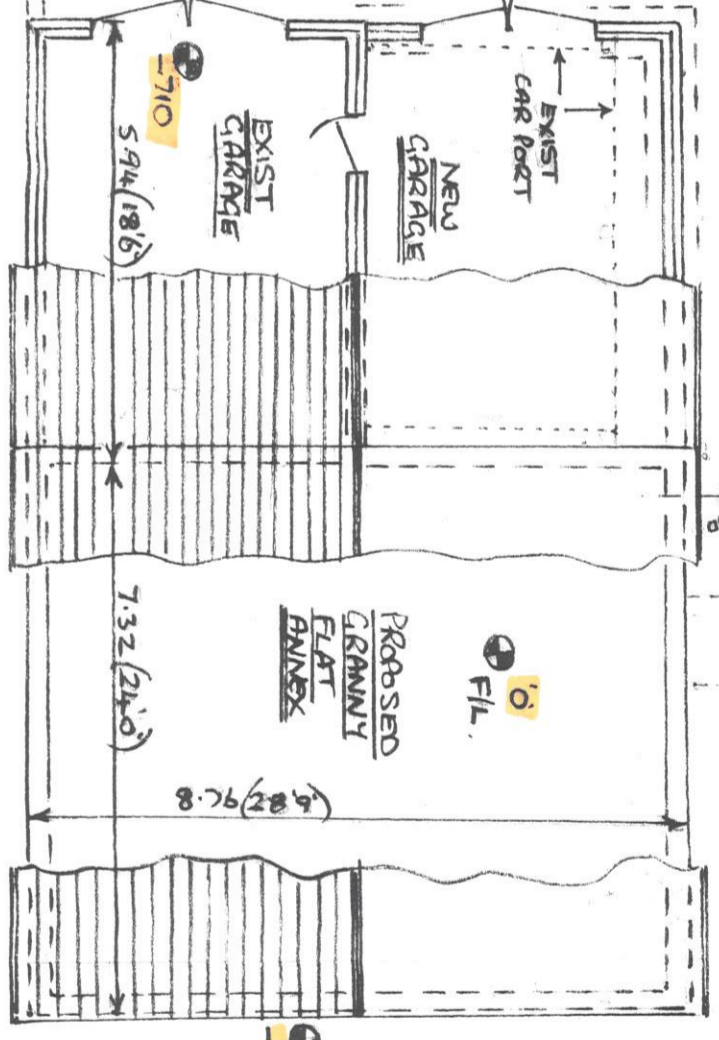 EXIST
CAR PORT
NEW
GARAGE
EXIST
GARAGE
-710
5.94 (18'6")
PROPOSED
GRANNY
FLAT
ANNEX
'0'
F/L.
7.32 (24'0")
8.76 (28'9")